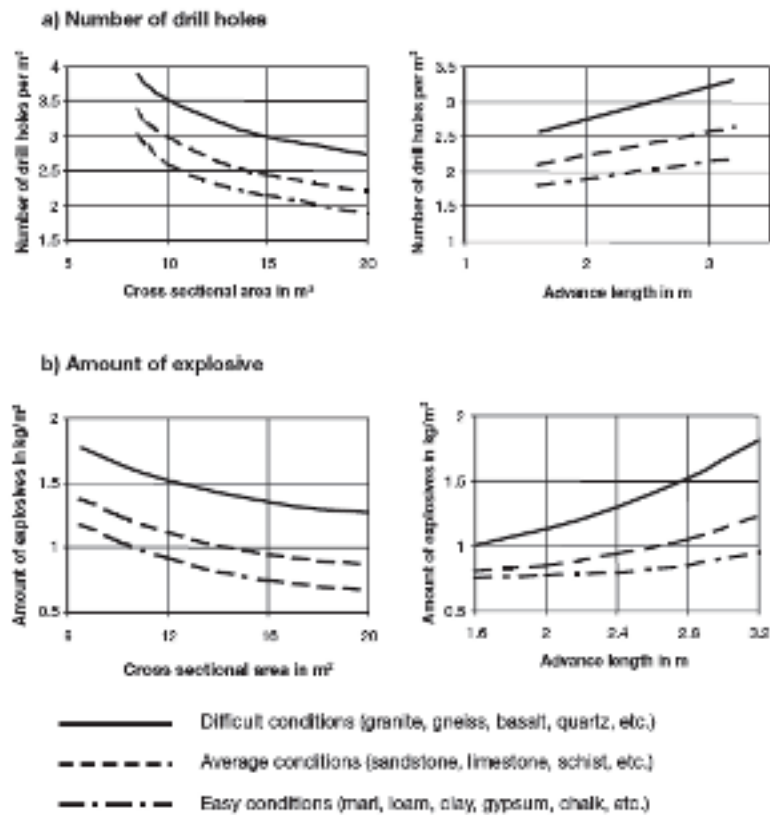 a) Number of drill holes
Number of drill holes per m²
4
3.5
3
2.5
2
1.5
5
10
15
20
Cross sectional area in m²
Number of drill holes per m²
3.5
3
2.5
2
1.5
1
1
2
3
Advance length in m
b) Amount of explosive
Amount of explosives in kg/m³
2
1.5
1
0.5
12
16
20
Cross sectional area in m²
Amount of explosives in kg/m³
2
1.5
1
0.5
1.6
2
2.4
2.8
3.2
Advance length in m
Difficult conditions (granite, gneiss, basalt, quartz, etc.)
Average conditions (sandstone, limestone, schist, etc.)
Easy conditions (marl, loam, clay, gypsum, chalk, etc.)